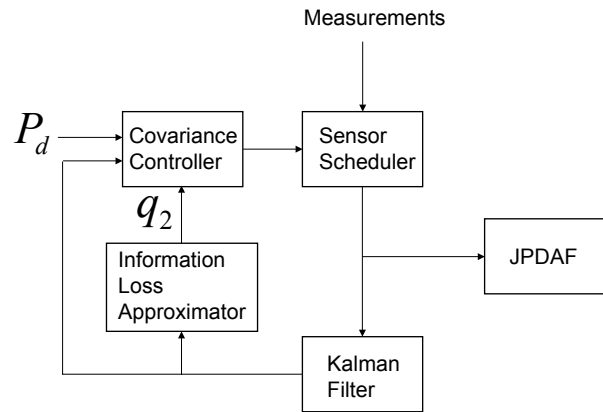 Measurements
P_d
Covariance
Controller
Sensor
Scheduler
q_2
Information
Loss
Approximator
JPDAF
Kalman
Filter